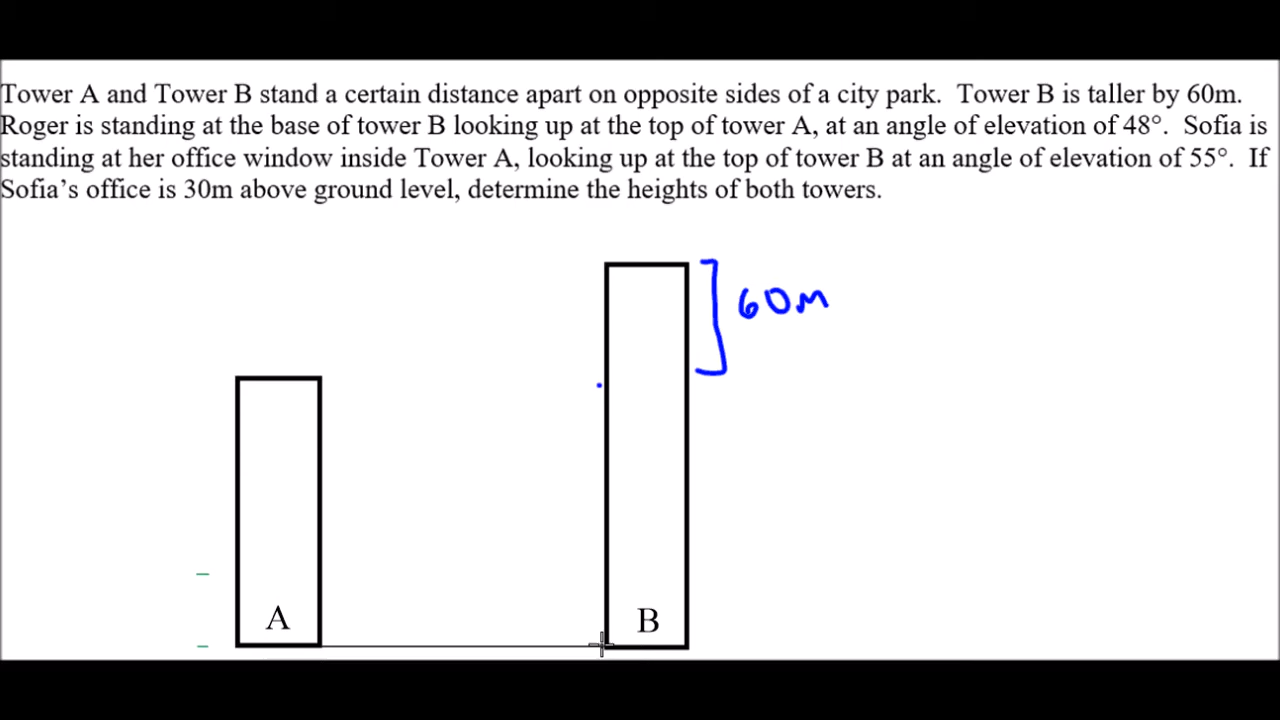 Tower A and Tower B stand a certain distance apart on opposite sides of a city park.  Tower B is taller by 60m.
Roger is standing at the base of tower B looking up at the top of tower A, at an angle of elevation of 48°.  Sofia is
standing at her office window inside Tower A, looking up at the top of tower B at an angle of elevation of 55°.  If
Sofia’s office is 30m above ground level, determine the heights of both towers.
60m
A
B